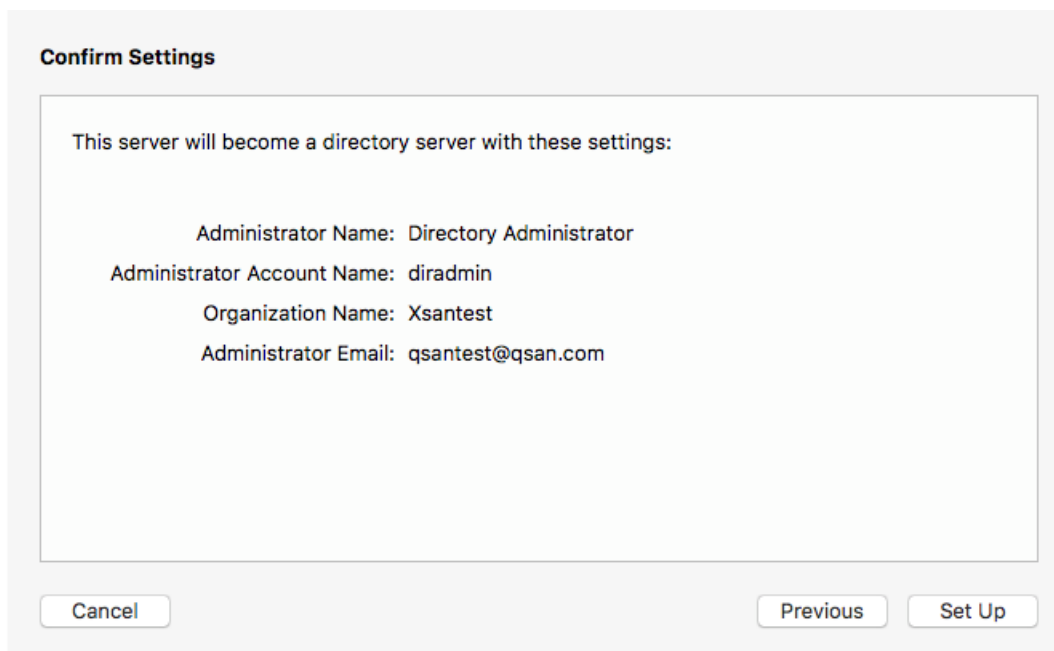 Confirm Settings
This server will become a directory server with these settings:
Administrator Name: Directory Administrator
Administrator Account Name: diradmin
Organization Name: Xsantest
Administrator Email: qsantest@qsan.com
Cancel Previous Set Up